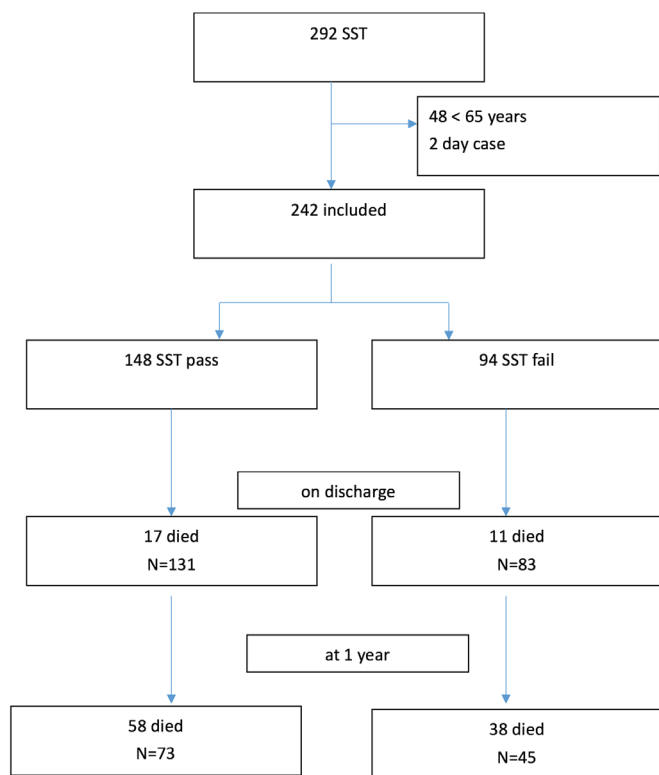 292 SST
48 < 65 years
2 day case
242 included
148 SST pass
94 SST fail
on discharge
17 died
N=131
11 died
N=83
at 1 year
58 died
N=73
38 died
N=45